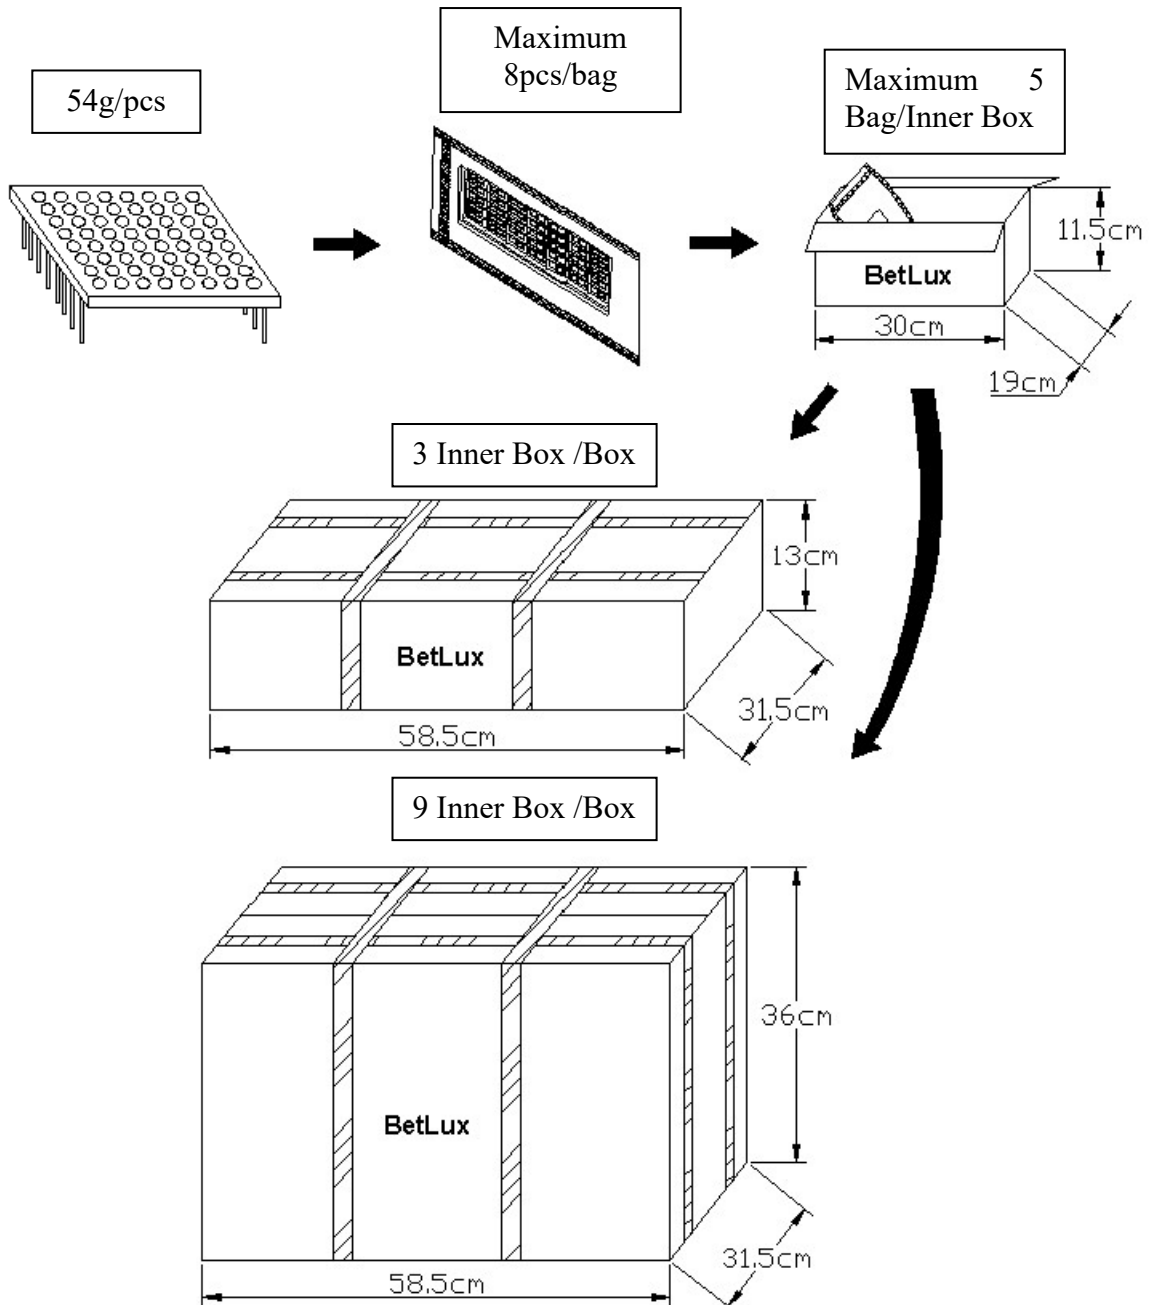 Maximum
8pcs/bag
54g/pcs
Maximum 5
Bag/Inner Box
11.5cm
BetLux
30cm
19cm
3 Inner Box /Box
13cm
BetLux
31.5cm
58.5cm
9 Inner Box /Box
36cm
BetLux
31.5cm
58.5cm